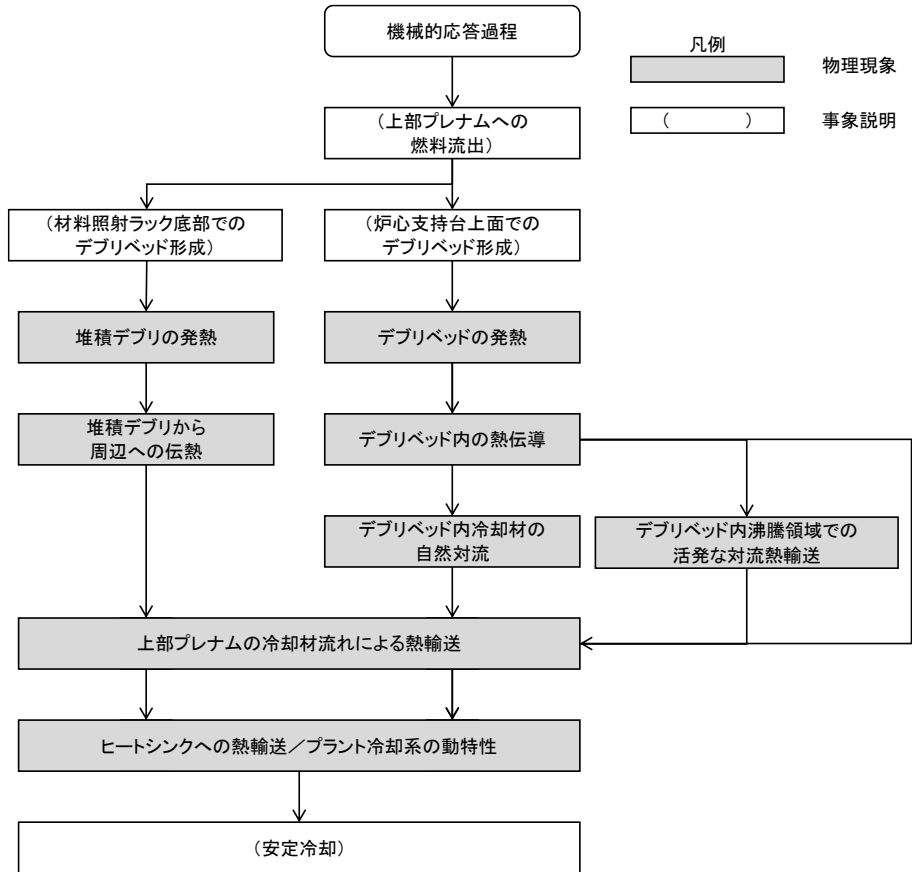 機械的応答過程
凡例
物理現象
(　　　　)
事象説明
(上部プレナムへの
燃料流出)
(材料照射ラック底部での
デブリベッド形成)
(炉心支持台上面での
デブリベッド形成)
堆積デブリの発熱
デブリベッドの発熱
堆積デブリから
周辺への伝熱
デブリベッド内の熱伝導
デブリベッド内冷却材の
自然対流
デブリベッド内沸騰領域での
活発な対流熱輸送
上部プレナムの冷却材流れによる熱輸送
ヒートシンクへの熱輸送／プラント冷却系の動特性
(安定冷却)